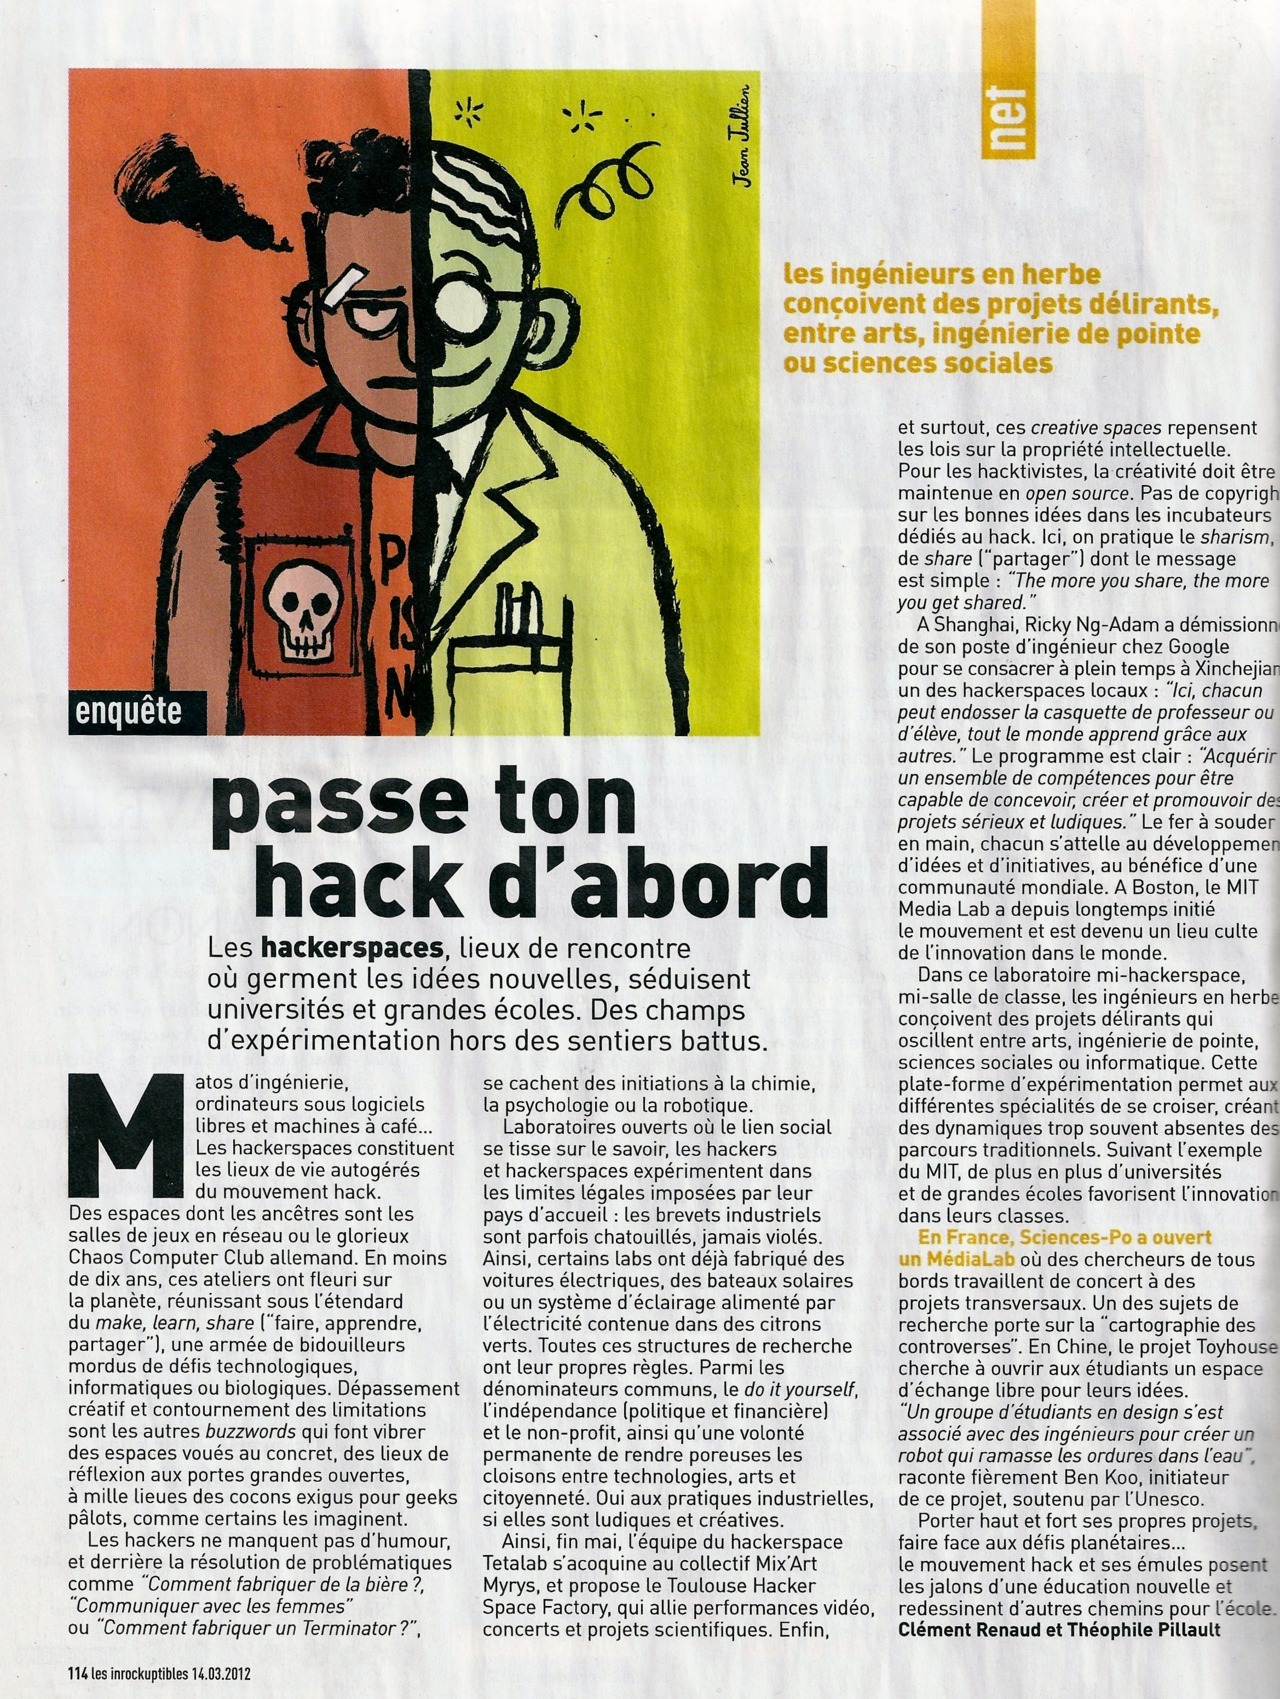 net
Jean Jullien
P
IS
N
enquête
les ingénieurs en herbe
conçoivent des projets délirants,
entre arts, ingénierie de pointe
ou sciences sociales
passe ton
hack d'abord
Les hackerspaces, lieux de rencontre
où germent les idées nouvelles, séduisent
universités et grandes écoles. Des champs
d'expérimentation hors des sentiers battus.
Matos d'ingénierie,
ordinateurs sous logiciels
libres et machines à café...
Les hackerspaces constituent
les lieux de vie autogérés
du mouvement hack.
Des espaces dont les ancêtres sont les
salles de jeux en réseau ou le glorieux
Chaos Computer Club allemand. En moins
de dix ans, ces ateliers ont fleuri sur
la planète, réunissant sous l'étendard
du make, learn, share ("faire, apprendre,
partager"), une armée de bidouilleurs
mordus de défis technologiques,
informatiques ou biologiques. Dépassement
créatif et contournement des limitations
sont les autres buzzwords qui font vibrer
des espaces voués au concret, des lieux de
réflexion aux portes grandes ouvertes,
à mille lieues des cocons exigus pour geeks
pâlots, comme certains les imaginent.
Les hackers ne manquent pas d'humour,
et derrière la résolution de problématiques
comme "Comment fabriquer de la bière ?,
"Communiquer avec les femmes"
ou "Comment fabriquer un Terminator ?",
se cachent des initiations à la chimie,
la psychologie ou la robotique.
Laboratoires ouverts où le lien social
se tisse sur le savoir, les hackers
et hackerspaces expérimentent dans
les limites légales imposées par leur
pays d'accueil : les brevets industriels
sont parfois chatouillés, jamais violés.
Ainsi, certains labs ont déjà fabriqué des
voitures électriques, des bateaux solaires
ou un système d'éclairage alimenté par
l'électricité contenue dans des citrons
verts. Toutes ces structures de recherche
ont leur propres règles. Parmi les
dénominateurs communs, le do it yourself,
l'indépendance (politique et financière)
et le non-profit, ainsi qu'une volonté
permanente de rendre poreuses les
cloisons entre technologies, arts et
citoyenneté. Oui aux pratiques industrielles,
si elles sont ludiques et créatives.
Ainsi, fin mai, l'équipe du hackerspace
Tetalab s'acoquine au collectif Mix'Art
Myrys, et propose le Toulouse Hacker
Space Factory, qui allie performances vidéo,
concerts et projets scientifiques. Enfin,
et surtout, ces creative spaces repensent
les lois sur la propriété intellectuelle.
Pour les hacktivistes, la créativité doit être
maintenue en open source. Pas de copyrigh
sur les bonnes idées dans les incubateurs
dédiés au hack. Ici, on pratique le sharism,
de share ("partager") dont le message
est simple : "The more you share, the more
you get shared."
A Shanghai, Ricky Ng-Adam a démissionn
de son poste d'ingénieur chez Google
pour se consacrer à plein temps à Xinchejian
un des hackerspaces locaux : "Ici, chacun
peut endosser la casquette de professeur ou
d'élève, tout le monde apprend grâce aux
autres." Le programme est clair : "Acquérir
un ensemble de compétences pour être
capable de concevoir, créer et promouvoir des
projets sérieux et ludiques." Le fer à souder
en main, chacun s'attelle au développemen
d'idées et d'initiatives, au bénéfice d'une
communauté mondiale. A Boston, le MIT
Media Lab a depuis longtemps initié
le mouvement et est devenu un lieu culte
de l'innovation dans le monde.
Dans ce laboratoire mi-hackerspace,
mi-salle de classe, les ingénieurs en herbe
conçoivent des projets délirants qui
oscillent entre arts, ingénierie de pointe,
sciences sociales ou informatique. Cette
plate-forme d'expérimentation permet aux
différentes spécialités de se croiser, créant
des dynamiques trop souvent absentes des
parcours traditionnels. Suivant l'exemple
du MIT, de plus en plus d'universités
et de grandes écoles favorisent l'innovation
dans leurs classes.
En France, Sciences-Po a ouvert
un MédiaLab où des chercheurs de tous
bords travaillent de concert à des
projets transversaux. Un des sujets de
recherche porte sur la "cartographie des
controverses". En Chine, le projet Toyhouse
cherche à ouvrir aux étudiants un espace
d'échange libre pour leurs idées.
"Un groupe d'étudiants en design s'est
associé avec des ingénieurs pour créer un
robot qui ramasse les ordures dans l'eau",
raconte fièrement Ben Koo, initiateur
de ce projet, soutenu par l'Unesco.
Porter haut et fort ses propres projets,
faire face aux défis planétaires...
le mouvement hack et ses émules posent
les jalons d'une éducation nouvelle et
redessinent d'autres chemins pour l'école.
Clément Renaud et Théophile Pillault
114 les inrockuptibles 14.03.2012